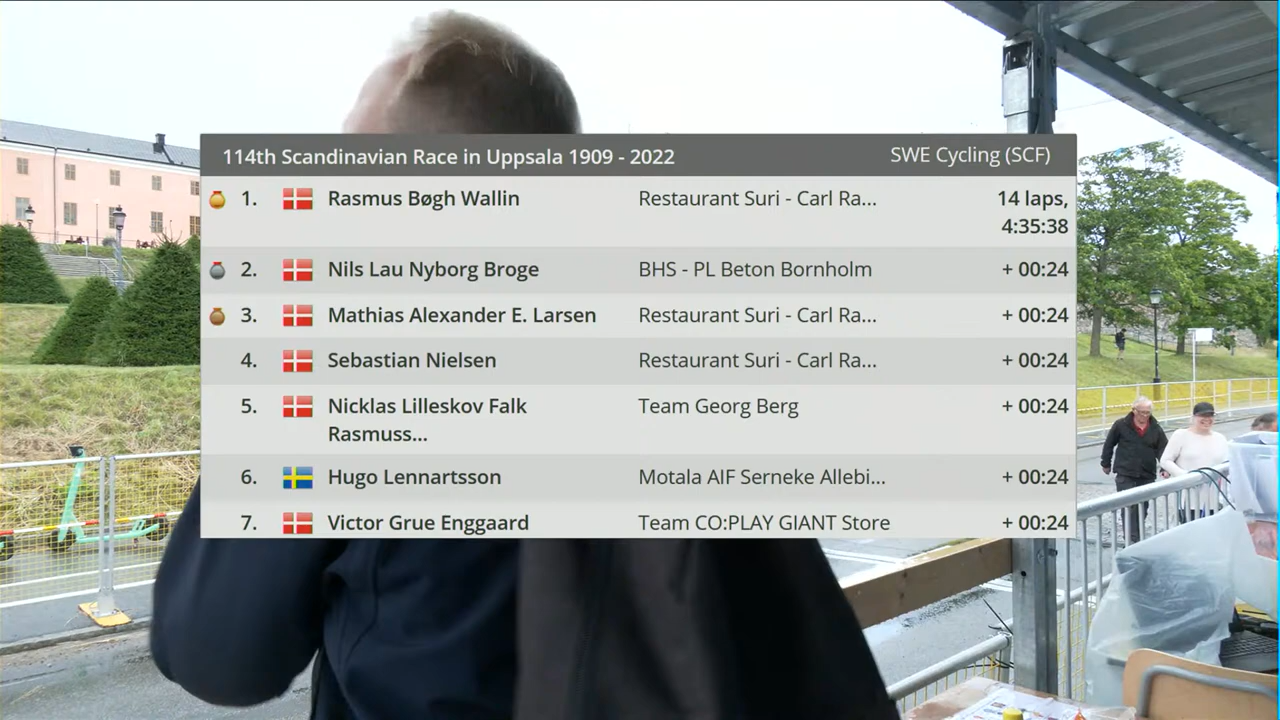 114th Scandinavian Race in Uppsala 1909 - 2022 SWE Cycling (SCF)
1. Rasmus Bøgh Wallin Restaurant Suri - Carl Ra... 14 laps,
4:35:38
2. Nils Lau Nyborg Broge BHS - PL Beton Bornholm + 00:24
3. Mathias Alexander E. Larsen Restaurant Suri - Carl Ra... + 00:24
4. Sebastian Nielsen Restaurant Suri - Carl Ra... + 00:24
5. Nicklas Lilleskov Falk Team Georg Berg + 00:24
Rasmuss...
6. Hugo Lennartsson Motala AIF Serneke Allebi... + 00:24
7. Victor Grue Enggaard Team CO:PLAY GIANT Store + 00:24